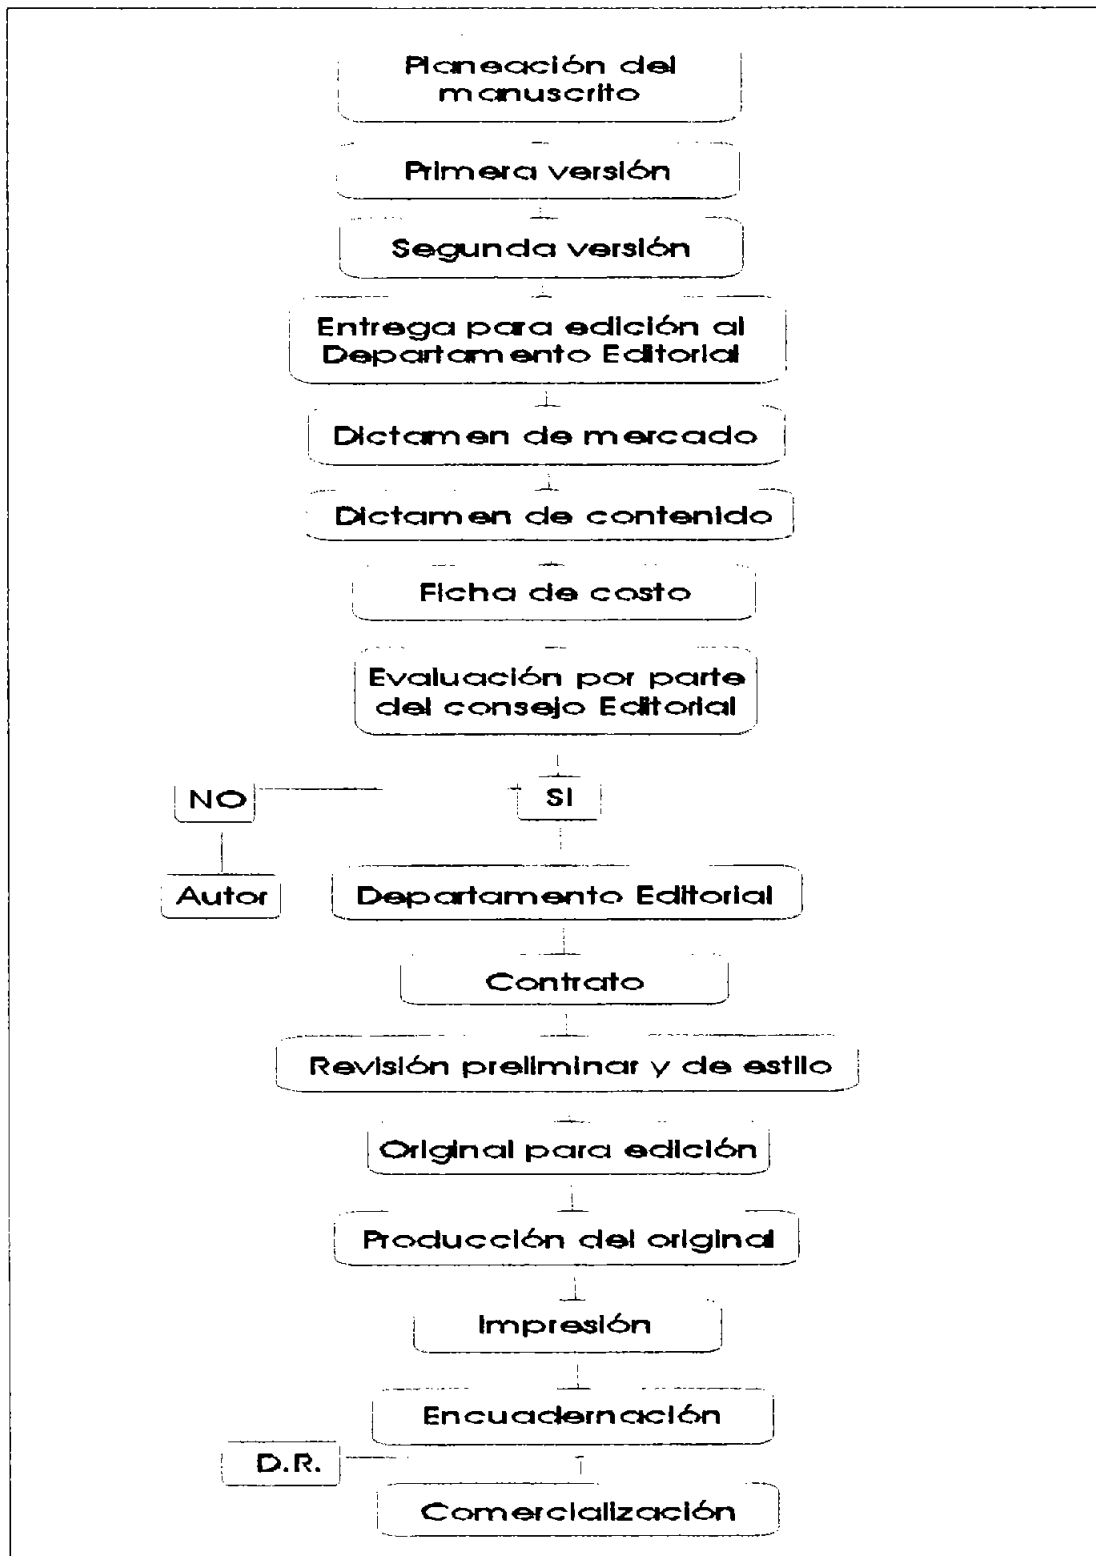 Planeación del
manuscrito
Primera versión
Segunda versión
Entrega para edición al
Departamento Editorial
Dictamen de mercado
Dictamen de contenido
Ficha de costo
Evaluación por parte
del consejo Editorial
NO
SI
Autor
Departamento Editorial
Contrato
Revisión preliminar y de estilo
Original para edición
Producción del original
Impresión
Encuadernación
D.R.
Comercialización